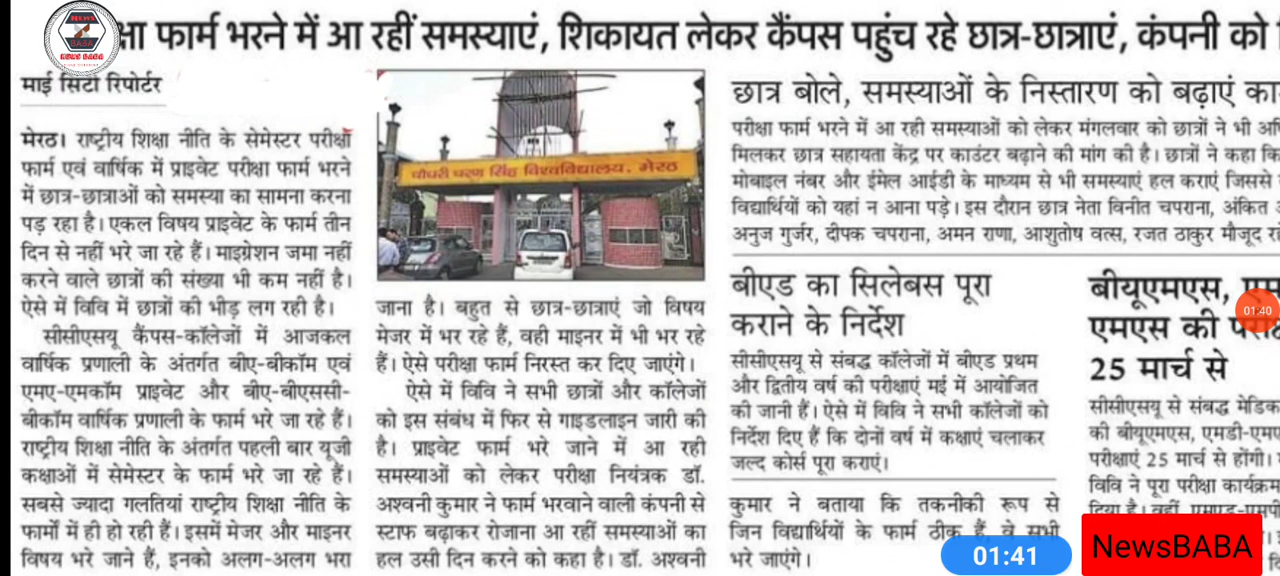 NEWS
BABA
NEWS BABA
क्षा फार्म भरने में आ रहीं समस्याएं, शिकायत लेकर कैंपस पहुंच रहे छात्र-छात्राएं, कंपनी को
माई सिटी रिपोर्टर
मेरठ। राष्ट्रीय शिक्षा नीति के सेमेस्टर परीक्षा
फार्म एवं वार्षिक में प्राइवेट परीक्षा फार्म भरने
में छात्र-छात्राओं को समस्या का सामना करना
पड़ रहा है। एकल विषय प्राइवेट के फार्म तीन
दिन से नहीं भरे जा रहे हैं। माइग्रेशन जमा नहीं
करने वाले छात्रों की संख्या भी कम नहीं है।
ऐसे में विवि में छात्रों की भीड़ लग रही है।
सीसीएसयू कैंपस-कॉलेजों में आजकल
वार्षिक प्रणाली के अंतर्गत बीए-बीकॉम एवं
एमए-एमकॉम प्राइवेट और बीए-बीएससी-
बीकॉम वार्षिक प्रणाली के फार्म भरे जा रहे हैं।
राष्ट्रीय शिक्षा नीति के अंतर्गत पहली बार यूजी
कक्षाओं में सेमेस्टर के फार्म भरे जा रहे हैं।
सबसे ज्यादा गलतियां राष्ट्रीय शिक्षा नीति के
फार्मों में ही हो रही हैं। इसमें मेजर और माइनर
विषय भरे जाने हैं, इनको अलग-अलग भरा
चौधरी चरण सिंह विश्वविद्यालय, मेरठ
जाना है। बहुत से छात्र-छात्राएं जो विषय
मेजर में भर रहे हैं, वही माइनर में भी भर रहे
हैं। ऐसे परीक्षा फार्म निरस्त कर दिए जाएंगे।
ऐसे में विवि ने सभी छात्रों और कॉलेजों
को इस संबंध में फिर से गाइडलाइन जारी की
है। प्राइवेट फार्म भरे जाने में आ रही
समस्याओं को लेकर परीक्षा नियंत्रक डॉ.
अश्वनी कुमार ने फार्म भरवाने वाली कंपनी से
स्टाफ बढ़ाकर रोजाना आ रहीं समस्याओं का
हल उसी दिन करने को कहा है। डॉ. अश्वनी
छात्र बोले, समस्याओं के निस्तारण को बढ़ाएं का
परीक्षा फार्म भरने में आ रही समस्याओं को लेकर मंगलवार को छात्रों ने भी
मिलकर छात्र सहायता केंद्र पर काउंटर बढ़ाने की मांग की है। छात्रों ने कहा कि
मोबाइल नंबर और ईमेल आईडी के माध्यम से भी समस्याएं हल कराएं जिससे
विद्यार्थियों को यहां न आना पड़े। इस दौरान छात्र नेता विनीत चपराना, अंकित
अनुज गुर्जर, दीपक चपराना, अमन राणा, आशुतोष वत्स, रजत ठाकुर मौजूद
बीएड का सिलेबस पूरा
कराने के निर्देश
सीसीएसयू से संबद्ध कॉलेजों में बीएड प्रथम
और द्वितीय वर्ष की परीक्षाएं मई में आयोजित
की जानी हैं। ऐसे में विवि ने सभी कॉलेजों को
निर्देश दिए हैं कि दोनों वर्ष में कक्षाएं चलाकर
जल्द कोर्स पूरा कराएं।
कुमार ने बताया कि तकनीकी रूप से
जिन विद्यार्थियों के फार्म ठीक हैं, वे सभी
भरे जाएंगे।
बीयूएमएस, एम
एमएस की
25 मार्च से
सीसीएसयू से संबद्ध
की बीयूएमएस, एमडी-एम
परीक्षाएं 25 मार्च से होंगी।
विवि ने पूरा परीक्षा कार्यक्रम
दिया है। वहीं
01:40
01:41
NewsBABA